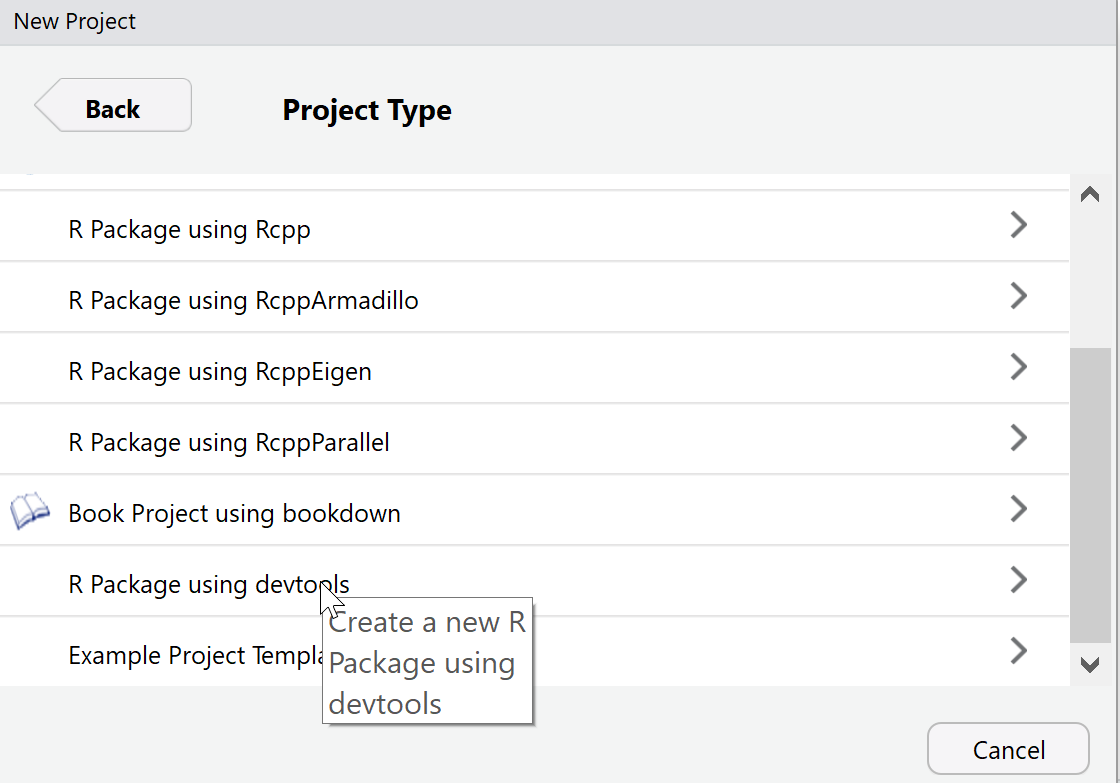 New Project
Back
Project Type
R Package using Rcpp
R Package using RcppArmadillo
R Package using RcppEigen
R Package using RcppParallel
Book Project using bookdown
R Package using devtools
Create a new R
Package using
devtools
Example Project Templa
Cancel